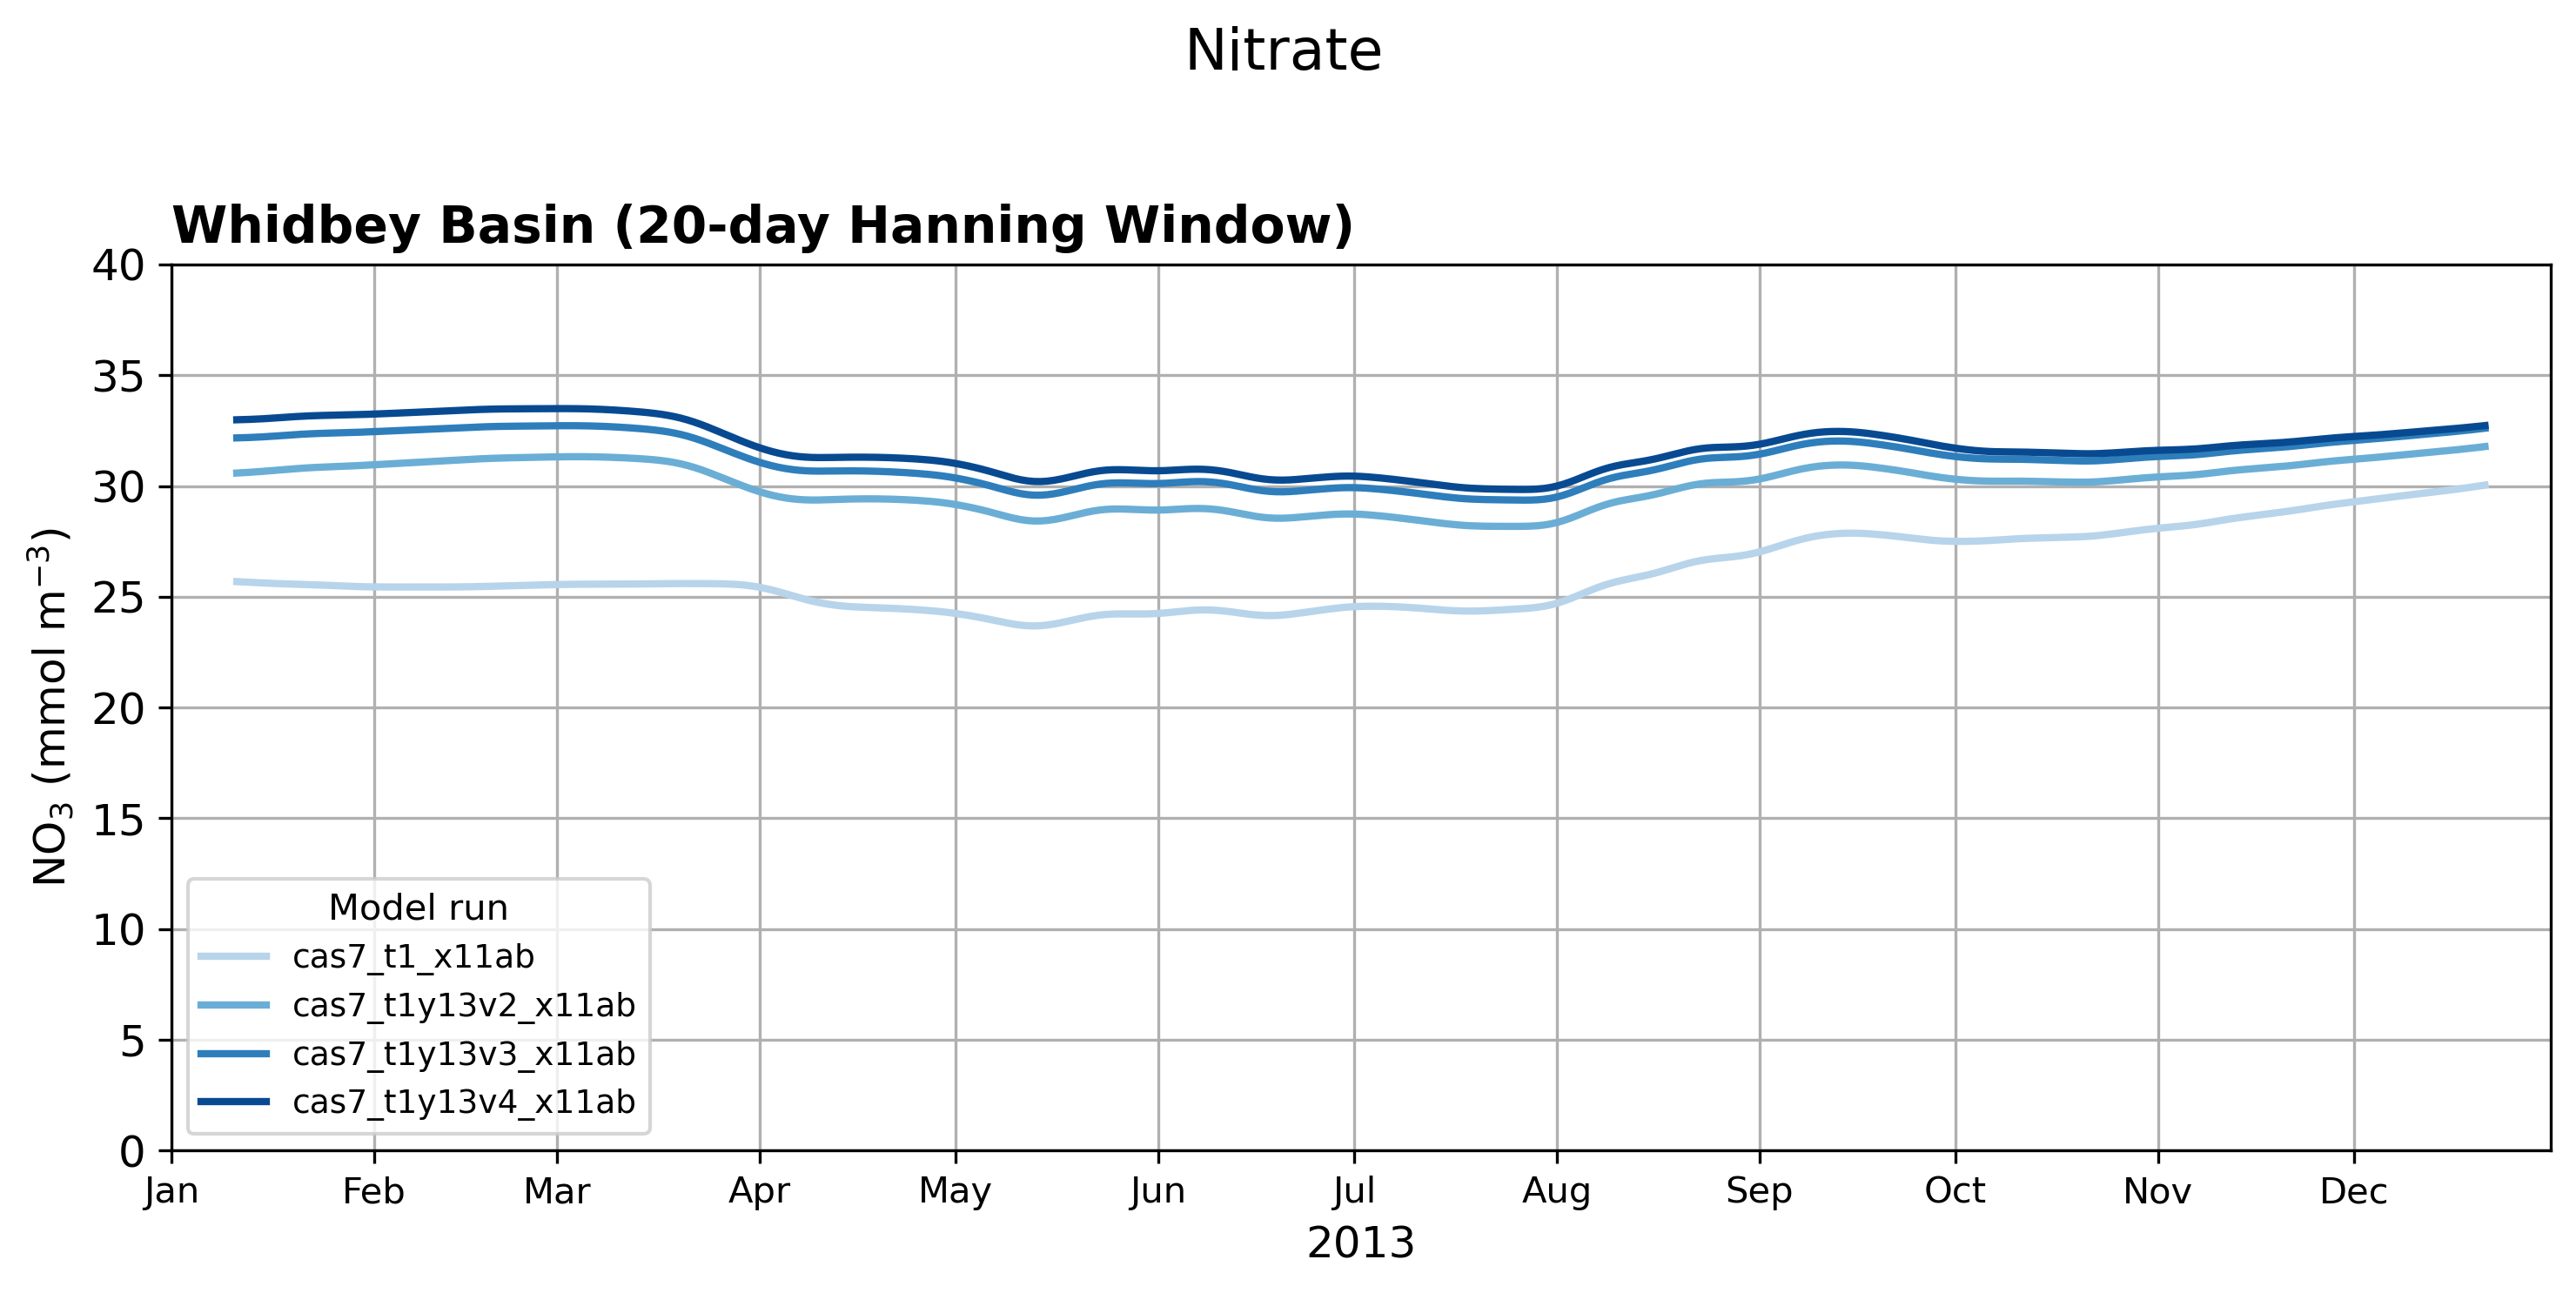 Nitrate
Whidbey Basin (20-day Hanning Window)
40
35
30
25
20
15
10
5
0
NO₃ (mmol m⁻³)
Model run
cas7_t1_x11ab
cas7_t1y13v2_x11ab
cas7_t1y13v3_x11ab
cas7_t1y13v4_x11ab
Jan Feb Mar Apr May Jun Jul Aug Sep Oct Nov Dec
2013